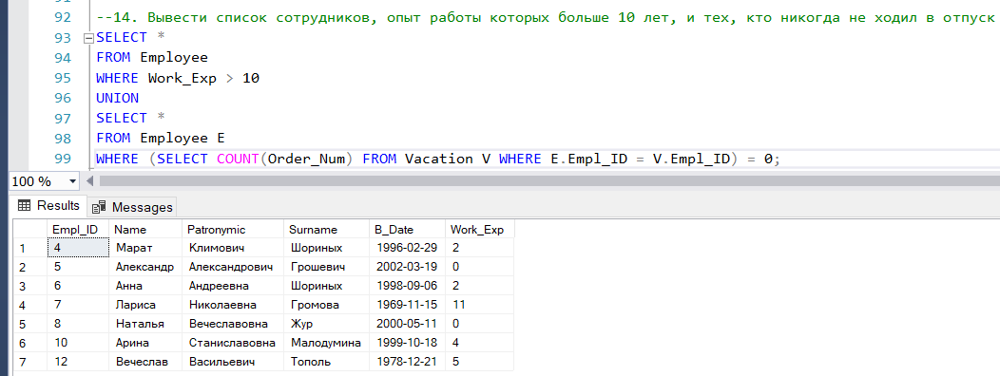 92 --14. Вывести список сотрудников, опыт работы которых больше 10 лет, и тех, кто никогда не ходил в отпуск
93 SELECT *
94 FROM Employee
95 WHERE Work_Exp > 10
96 UNION
97 SELECT *
98 FROM Employee E
99 WHERE (SELECT COUNT(Order_Num) FROM Vacation V WHERE E.Empl_ID = V.Empl_ID) = 0;
100 %
Results Messages
Empl_ID Name Patronymic Surname B_Date Work_Exp
1 4 Марат Климович Шориных 1996-02-29 2
2 5 Александр Александрович Грошевич 2002-03-19 0
3 6 Анна Андреевна Шориных 1998-09-06 2
4 7 Лариса Николаевна Громова 1969-11-15 11
5 8 Наталья Вечеславовна Жур 2000-05-11 0
6 10 Арина Станиславовна Малодумина 1999-10-18 4
7 12 Вечеслав Васильевич Тополь 1978-12-21 5